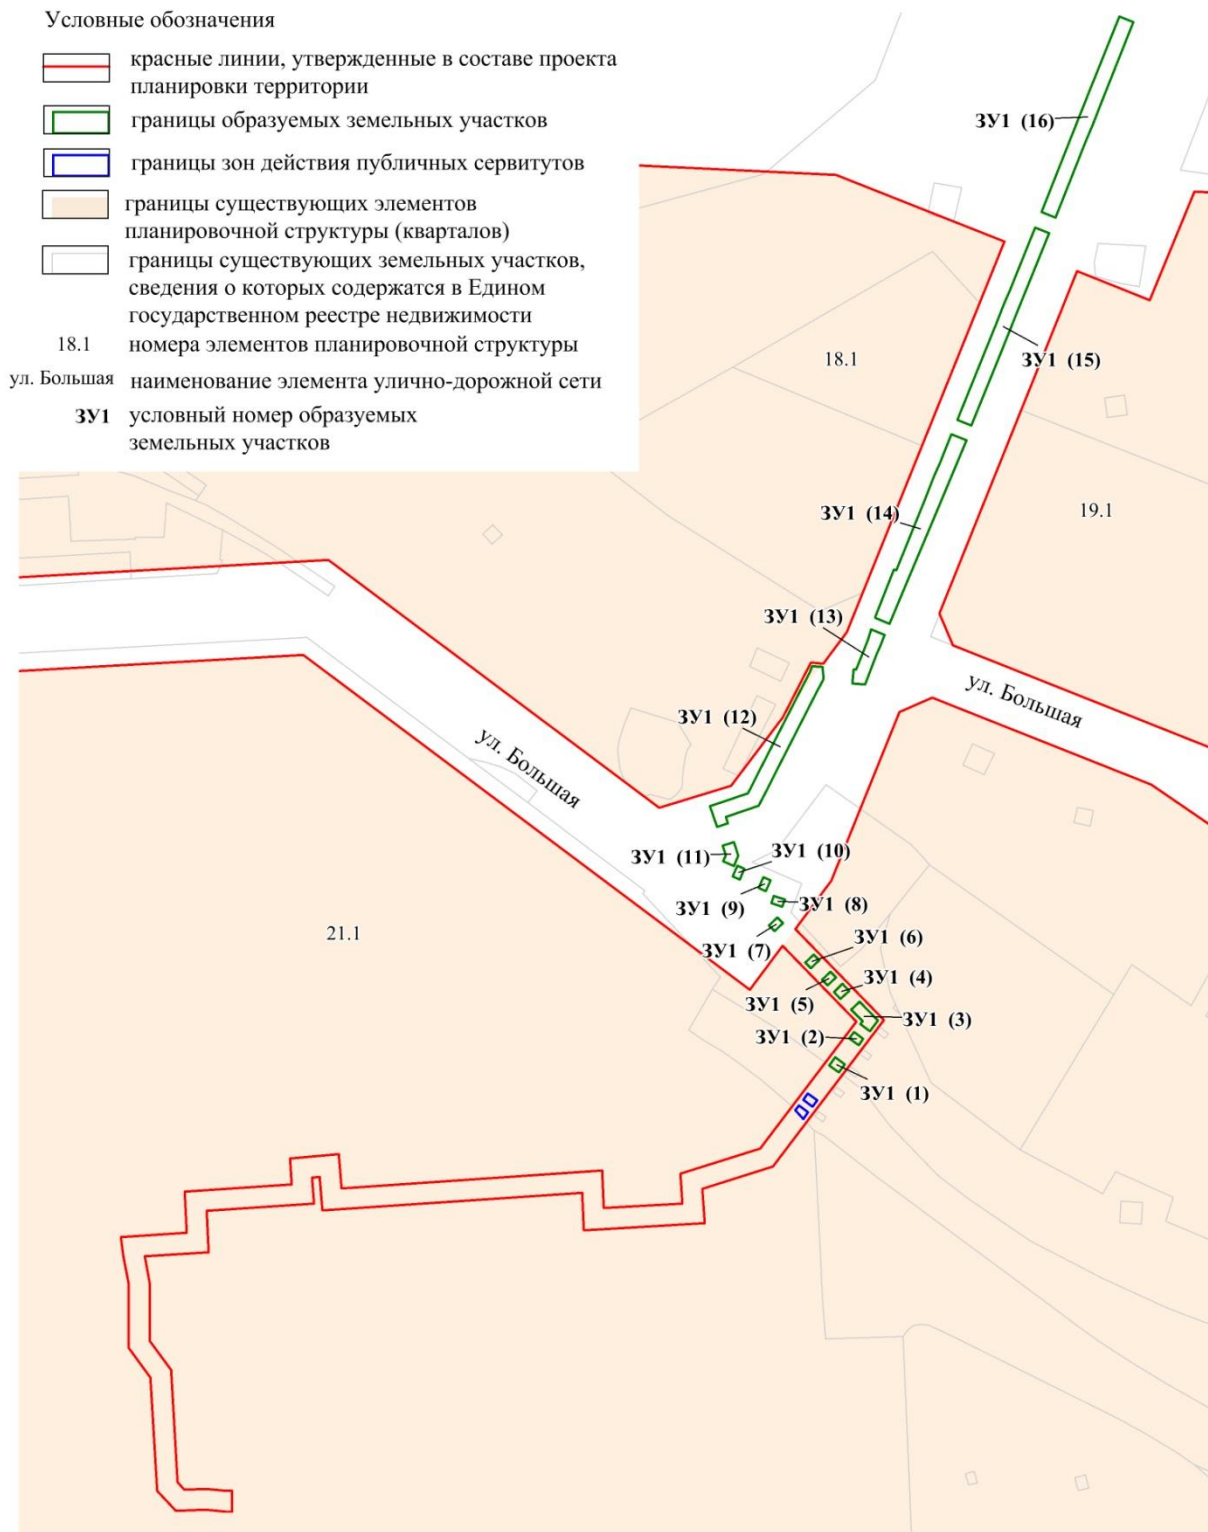 Условные обозначения
красные линии, утвержденные в составе проекта
планировки территории
границы образуемых земельных участков
границы зон действия публичных сервитутов
границы существующих элементов
планировочной структуры (кварталов)
границы существующих земельных участков,
сведения о которых содержатся в Едином
государственном реестре недвижимости
18.1 номера элементов планировочной структуры
ул. Большая наименование элемента улично-дорожной сети
ЗУ1 условный номер образуемых
земельных участков
ЗУ1 (16)
ЗУ1 (15)
18.1
ЗУ1 (14)
19.1
ЗУ1 (13)
ул. Большая
ЗУ1 (12)
ул. Большая
ЗУ1 (10)
ЗУ1 (11)
ЗУ1 (8)
ЗУ1 (9)
21.1
ЗУ1 (6)
ЗУ1 (7)
ЗУ1 (4)
ЗУ1 (5)
ЗУ1 (3)
ЗУ1 (2)
ЗУ1 (1)